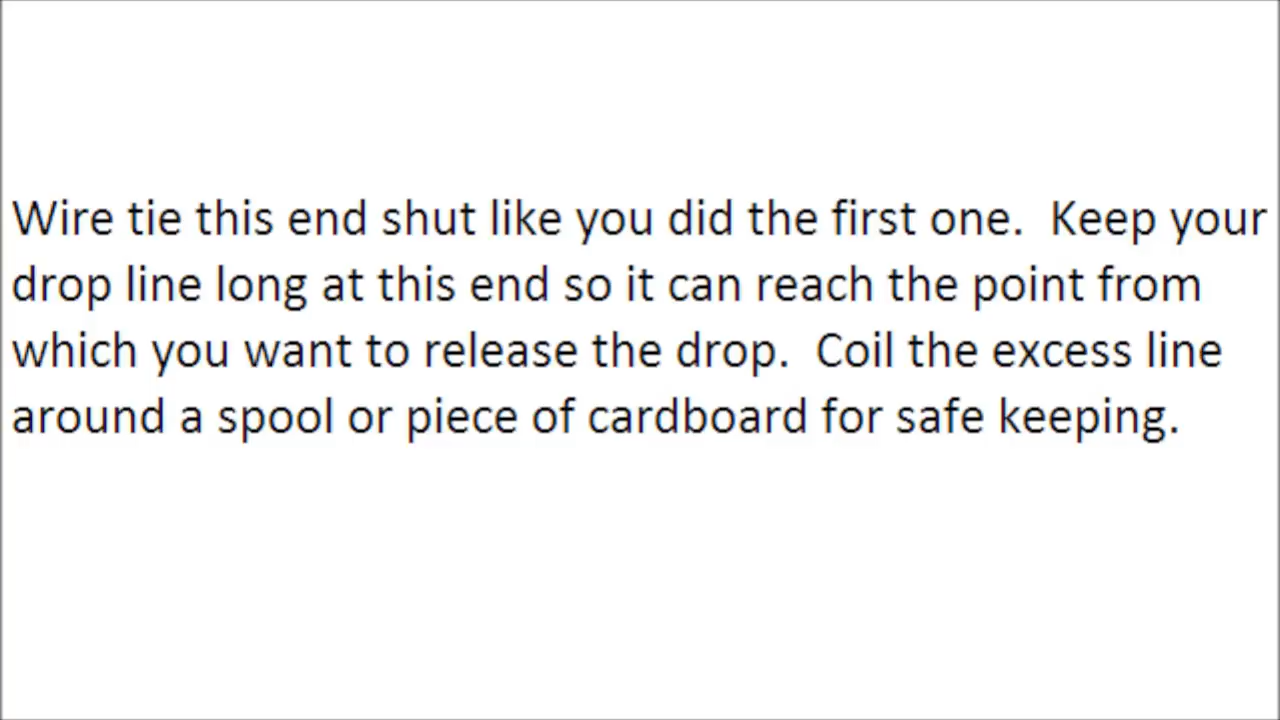 Wire tie this end shut like you did the first one.  Keep your
drop line long at this end so it can reach the point from
which you want to release the drop.  Coil the excess line
around a spool or piece of cardboard for safe keeping.